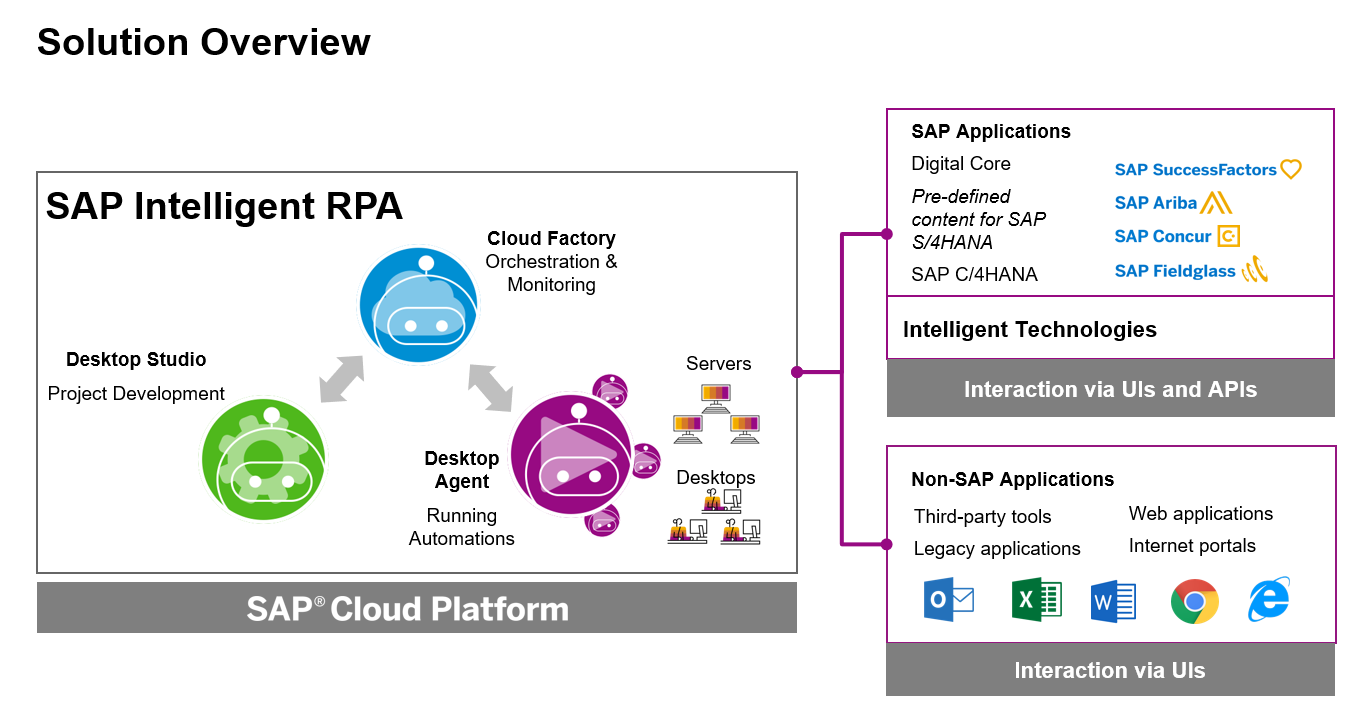 Solution Overview
SAP Intelligent RPA
Cloud Factory
Orchestration &
Monitoring
Desktop Studio
Project Development
Desktop
Agent
Running
Automations
Servers
Desktops
SAP® Cloud Platform
SAP Applications
Digital Core
Pre-defined
content for SAP
S/4HANA
SAP C/4HANA
SAP SuccessFactors
SAP Ariba
SAP Concur C
SAP Fieldglass
Intelligent Technologies
Interaction via UIs and APIs
Non-SAP Applications
Third-party tools
Legacy applications
Web applications
Internet portals
O
X
W
e
Interaction via UIs